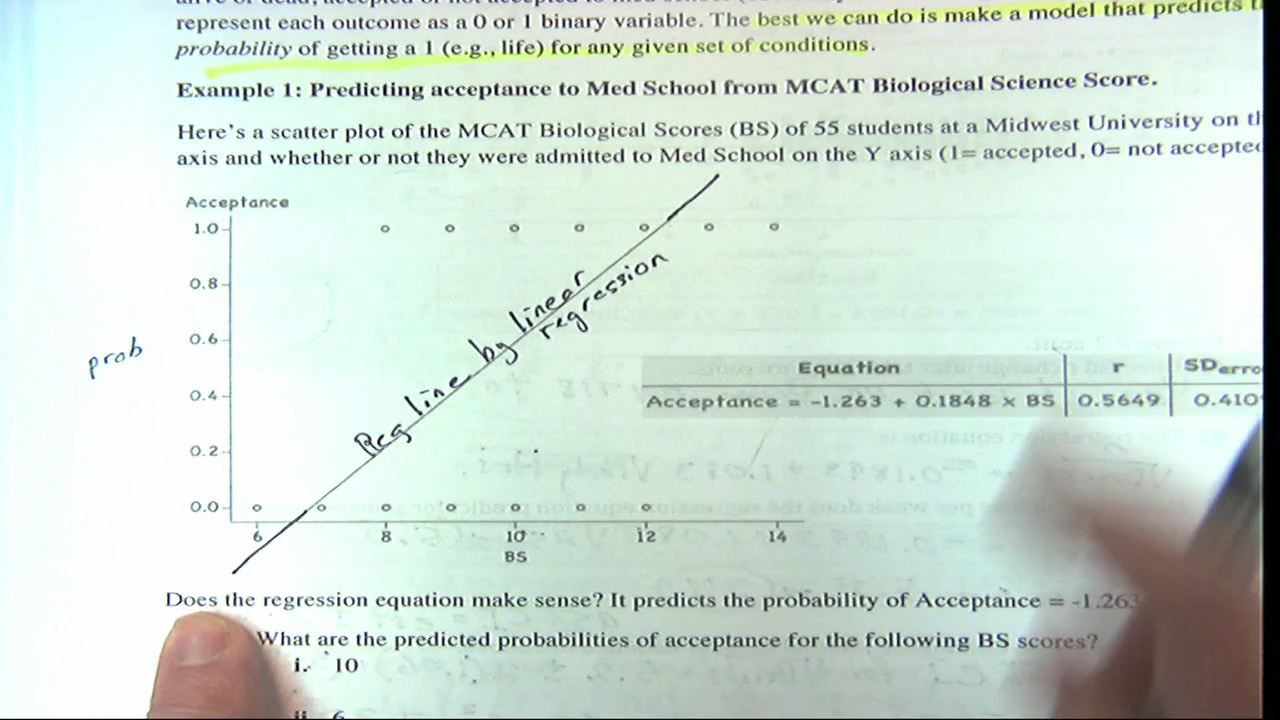 represent each outcome as a 0 or 1 binary variable. The best we can do is make a model that predicts
probability of getting a 1 (e.g., life) for any given set of conditions.
Example 1: Predicting acceptance to Med School from MCAT Biological Science Score.
Here's a scatter plot of the MCAT Biological Scores (BS) of 55 students at a Midwest University on
axis and whether or not they were admitted to Med School on the Y axis (1= accepted, 0= not accepted
Acceptance
1.0
0.8
0.6
0.4
0.2
0.0
prob
Reg line by linear
regression
Equation r SDerro
Acceptance = -1.263 + 0.1848 × BS 0.5649 0.410
6 8 10 12 14
BS
Does the regression equation make sense? It predicts the probability of Acceptance = -1.263
What are the predicted probabilities of acceptance for the following BS scores?
i. 10
ii. 6